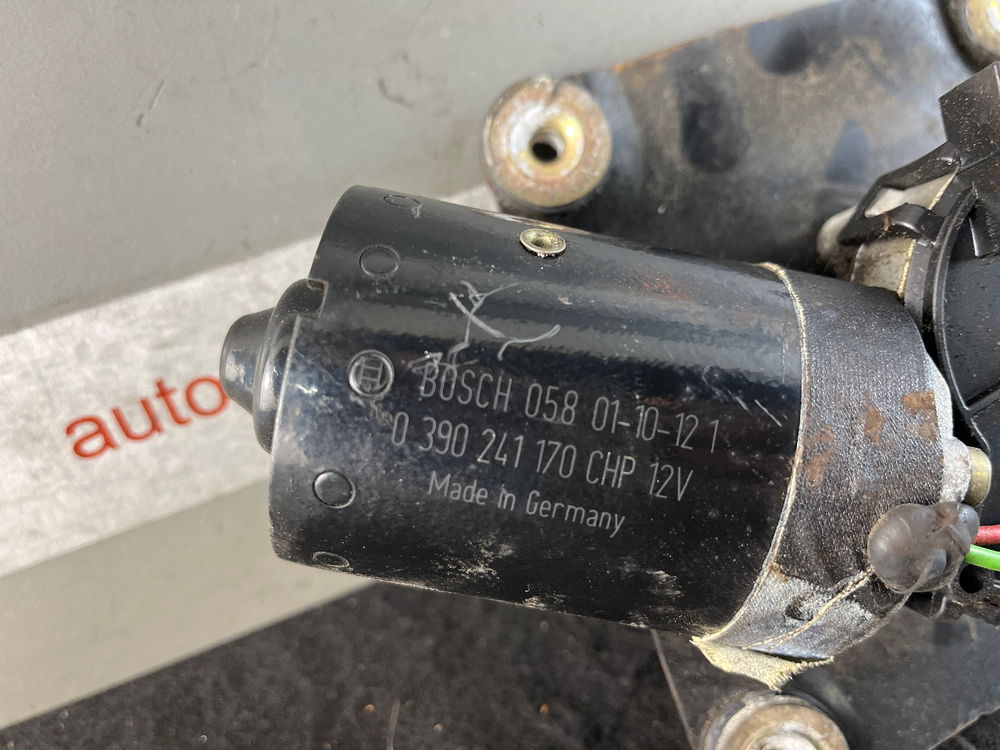 auto
BOSCH 058 01-10-12 1
0 390 241 170 CHP 12V
Made in Germany